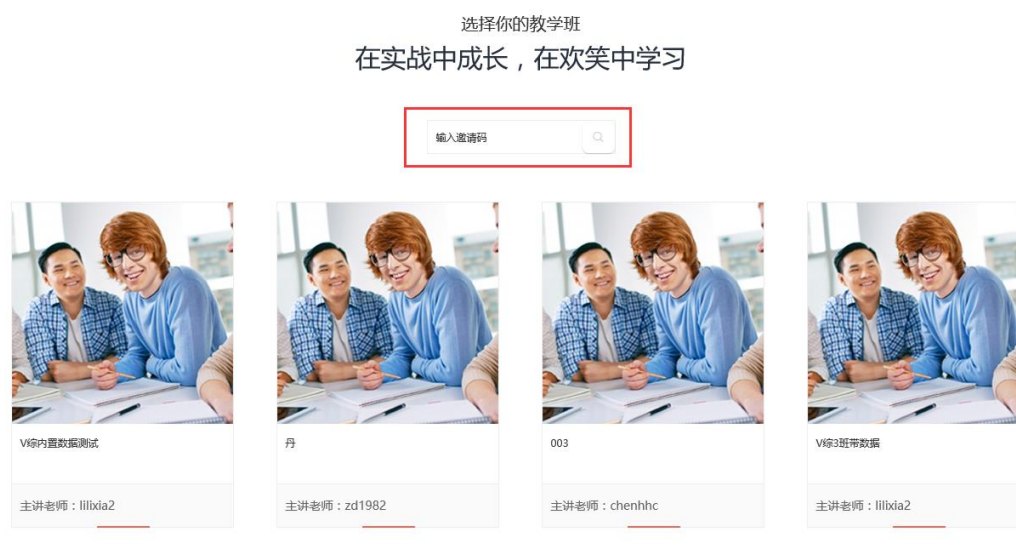 选择你的教学班
在实战中成长，在欢笑中学习
输入邀请码
V综内置数据测试
主讲老师：lilixia2
丹
主讲老师：zd1982
003
主讲老师：chenhhc
V综3班带数据
主讲老师：lilixia2